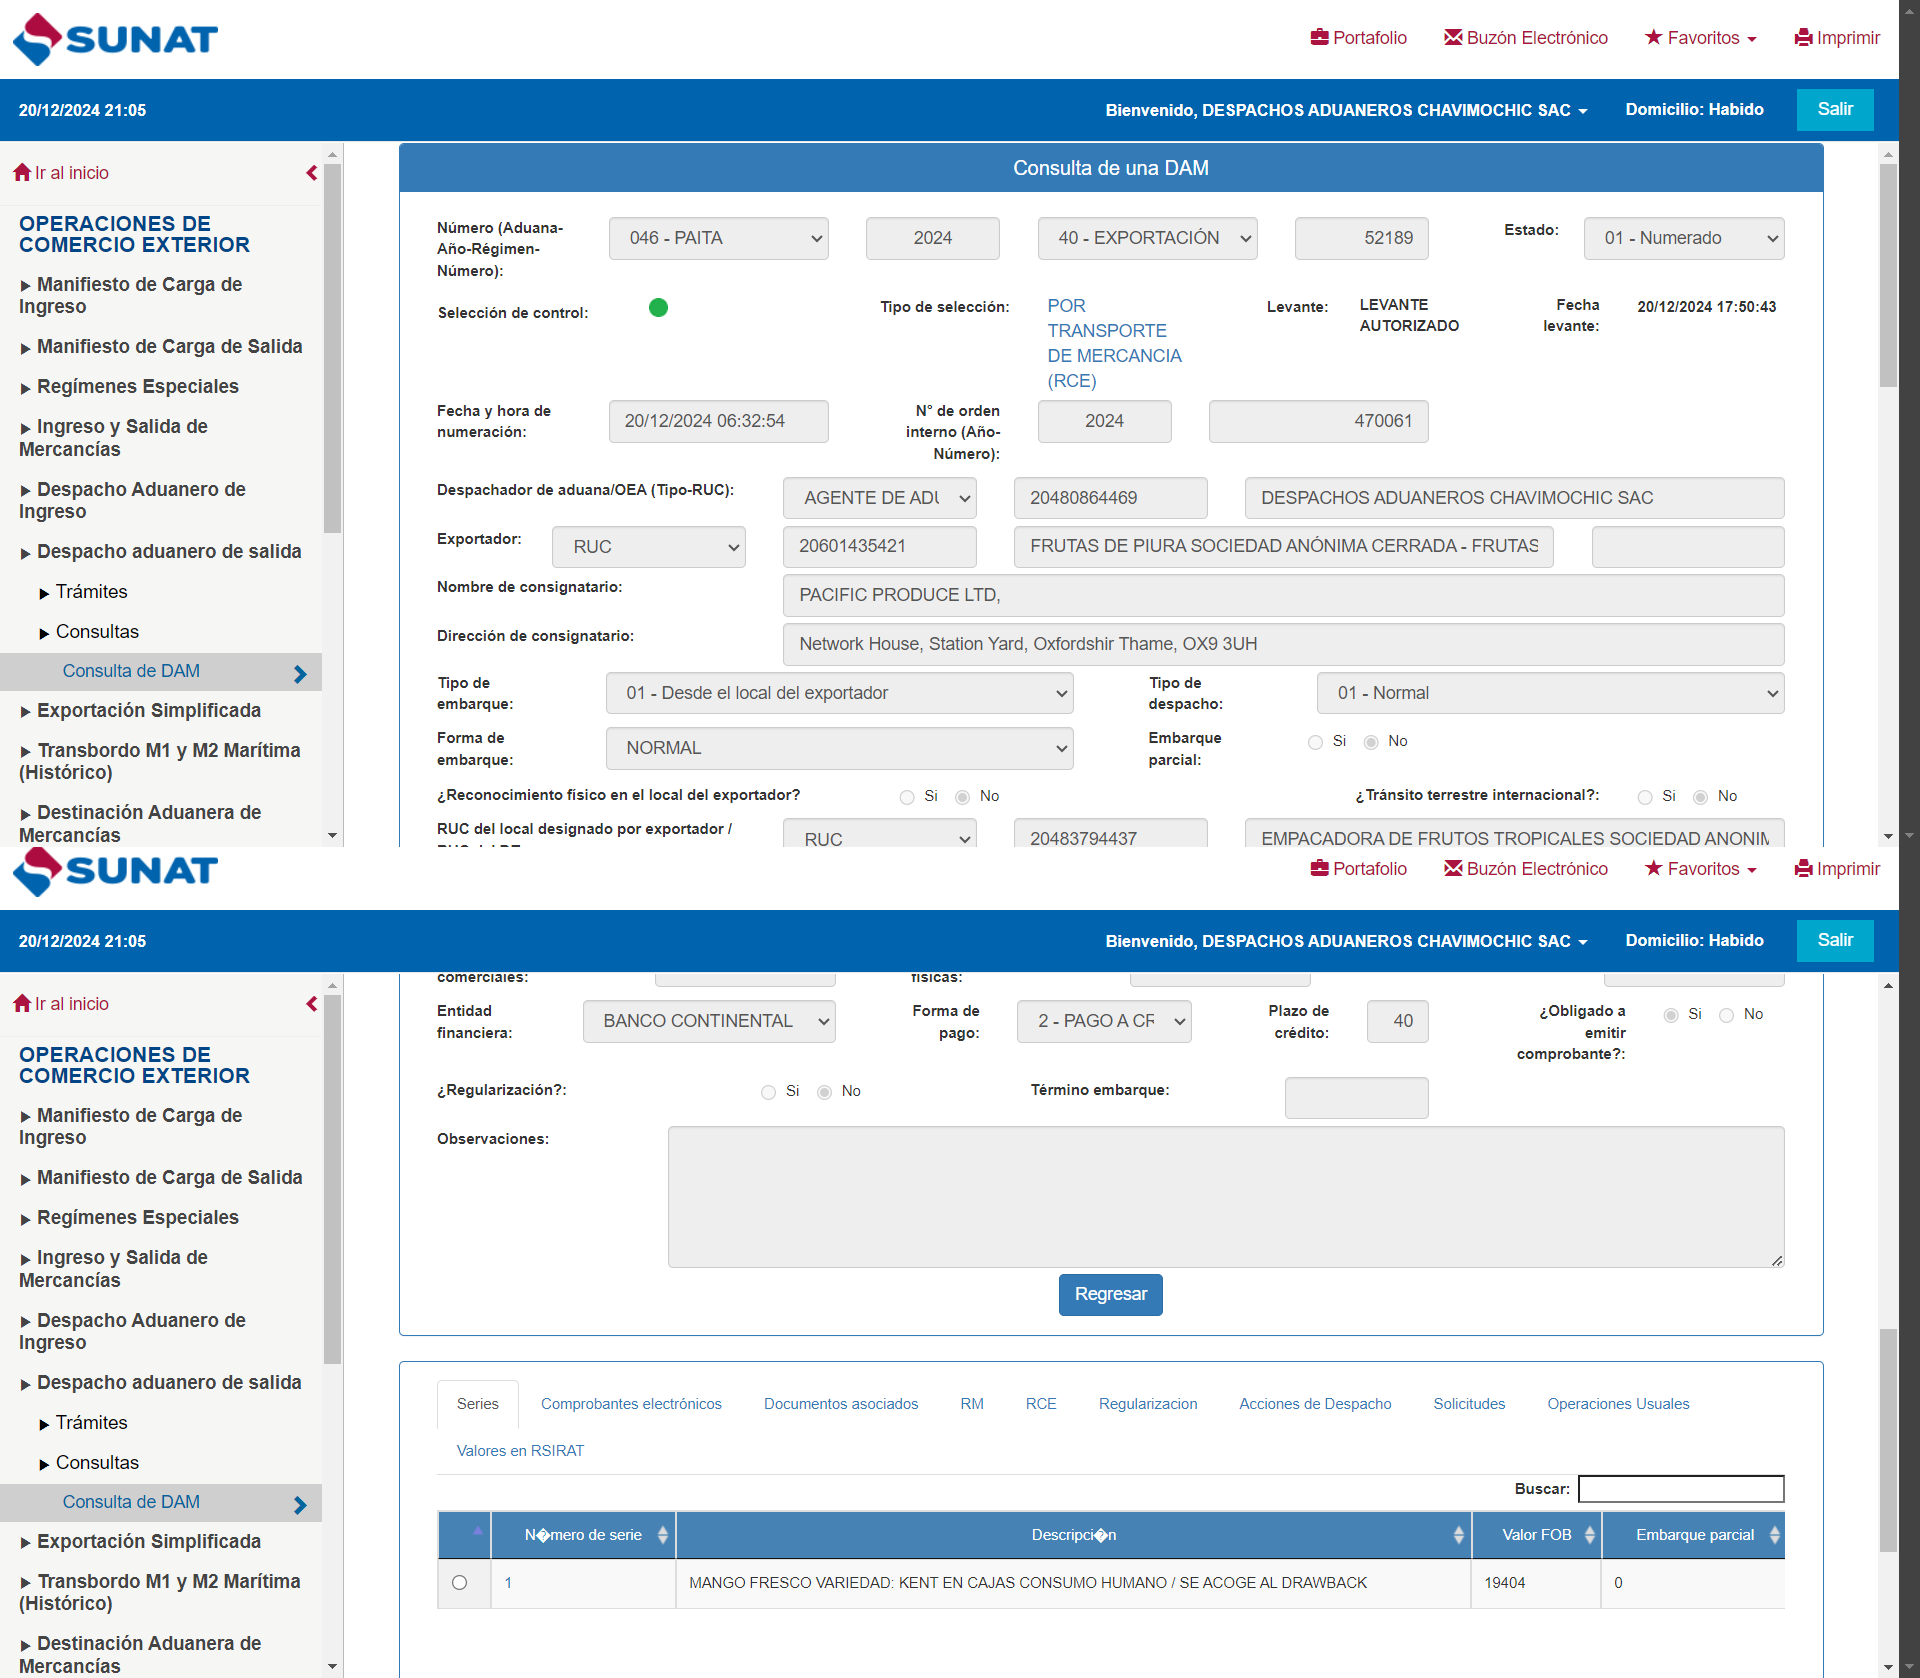 SUNAT
Portafolio Buzón Electrónico Favoritos Imprimir
20/12/2024 21:05 Bienvenido, DESPACHOS ADUANEROS CHAVIMOCHIC SAC Domicilio: Habido Salir
Ir al inicio
OPERACIONES DE
COMERCIO EXTERIOR
Manifiesto de Carga de
Ingreso
Manifiesto de Carga de Salida
Regímenes Especiales
Ingreso y Salida de
Mercancías
Despacho Aduanero de
Ingreso
Despacho aduanero de salida
Trámites
Consultas
Consulta de DAM
Exportación Simplificada
Transbordo M1 y M2 Marítima
(Histórico)
Destinación Aduanera de
Mercancías
Consulta de una DAM
Número (Aduana-
Año-Régimen-
Número):
046 - PAITA 2024 40 - EXPORTACIÓN 52189 Estado: 01 - Numerado
Selección de control: Tipo de selección:
POR
TRANSPORTE
DE MERCANCIA
(RCE)
Levante:
LEVANTE
AUTORIZADO
Fecha
levante:
20/12/2024 17:50:43
Fecha y hora de
numeración:
20/12/2024 06:32:54
N° de orden
interno (Año-
Número):
2024 470061
Despachador de aduana/OEA (Tipo-RUC): AGENTE DE ADU 20480864469 DESPACHOS ADUANEROS CHAVIMOCHIC SAC
Exportador: RUC 20601435421 FRUTAS DE PIURA SOCIEDAD ANÓNIMA CERRADA - FRUTAS
Nombre de consignatario: PACIFIC PRODUCE LTD,
Dirección de consignatario: Network House, Station Yard, Oxfordshir Thame, OX9 3UH
Tipo de
embarque:
01 - Desde el local del exportador
Tipo de
despacho:
01 - Normal
Forma de
embarque:
NORMAL
Embarque
parcial:
Si No
¿Reconocimiento físico en el local del exportador? Si No ¿Tránsito terrestre internacional?: Si No
RUC del local designado por exportador /
RUC 20483794437 EMPACADORA DE FRUTOS TROPICALES SOCIEDAD ANONIM
SUNAT
Portafolio Buzón Electrónico Favoritos Imprimir
20/12/2024 21:05 Bienvenido, DESPACHOS ADUANEROS CHAVIMOCHIC SAC Domicilio: Habido Salir
Ir al inicio
OPERACIONES DE
COMERCIO EXTERIOR
Manifiesto de Carga de
Ingreso
Manifiesto de Carga de Salida
Regímenes Especiales
Ingreso y Salida de
Mercancías
Despacho Aduanero de
Ingreso
Despacho aduanero de salida
Trámites
Consultas
Consulta de DAM
Exportación Simplificada
Transbordo M1 y M2 Marítima
(Histórico)
Destinación Aduanera de
Mercancías
comerciales: físicas:
Entidad
financiera:
BANCO CONTINENTAL
Forma de
pago:
2 - PAGO A CR
Plazo de
crédito:
40
¿Obligado a
emitir
comprobante?:
Si No
¿Regularización?: Si No Término embarque:
Observaciones:
Regresar
Series Comprobantes electrónicos Documentos asociados RM RCE Regularizacion Acciones de Despacho Solicitudes Operaciones Usuales
Valores en RSIRAT
Buscar:
N�mero de serie Descripci�n Valor FOB Embarque parcial
1 MANGO FRESCO VARIEDAD: KENT EN CAJAS CONSUMO HUMANO / SE ACOGE AL DRAWBACK 19404 0